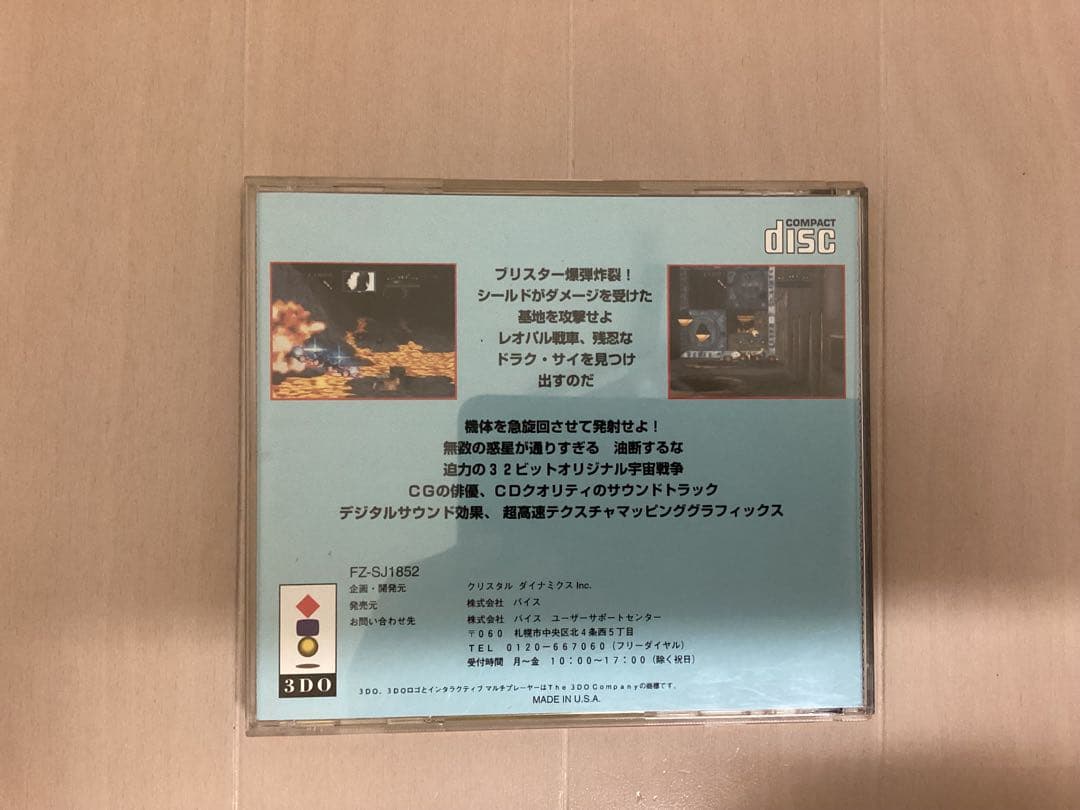 COMPACT
disc
ブリスター爆弾炸裂！
シールドがダメージを受けた
基地を攻撃せよ
レオパル戦車、残忍な
ドラク・サイを見つけ
出すのだ
機体を急旋回させて発射せよ！
無数の惑星が通りすぎる 油断するな
迫力の３２ビットオリジナル宇宙戦争
ＣＧの俳優、ＣＤクオリティのサウンドトラック
デジタルサウンド効果、超高速テクスチャマッピンググラフィックス
FZ-SJ1852
企画・開発元 クリスタル ダイナミクス Inc.
発売元 株式会社 バイス
お問い合わせ先 株式会社 バイス ユーザーサポートセンター
〒０６０ 札幌市中央区北４条西５丁目
ＴＥＬ ０１２０－６６７０６０（フリーダイヤル）
受付時間 月～金 １０：００～１７：００（除く祝日）
3DO
３ＤＯ、３ＤＯロゴとインタラクティブ マルチプレーヤーはＴｈｅ ３ＤＯ Ｃｏｍｐａｎｙの商標です。
MADE IN U.S.A.